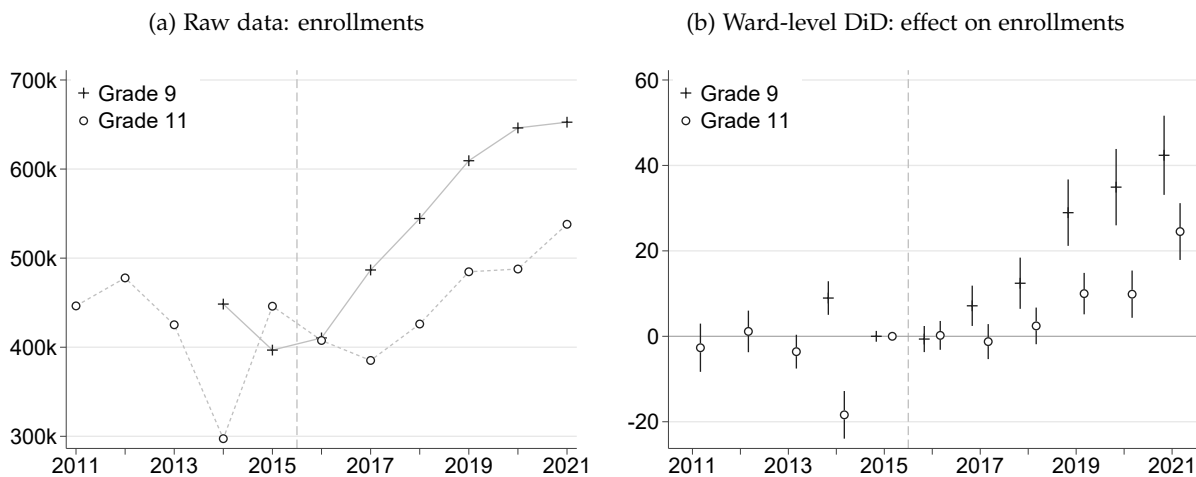 (a) Raw data: enrollments
700k
600k
500k
400k
300k
Grade 9
Grade 11
2011 2013 2015 2017 2019 2021
(b) Ward-level DiD: effect on enrollments
60
40
20
0
-20
Grade 9
Grade 11
2011 2013 2015 2017 2019 2021